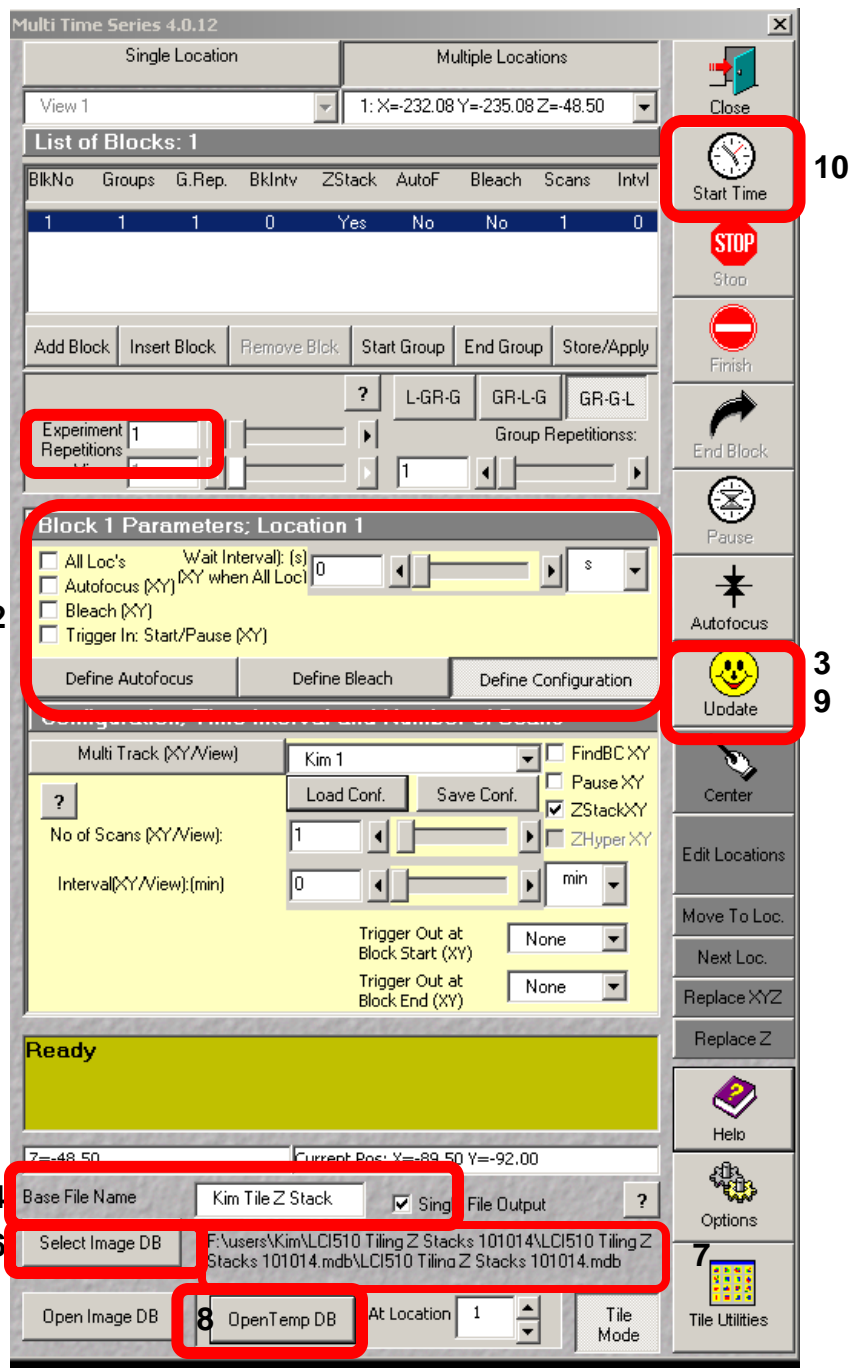 Multi Time Series 4.0.12
Single Location
Multiple Locations
View 1
1: X=-232.08 Y=-235.08 Z=-48.50
Close
List of Blocks: 1
BlkNo Groups G.Rep. BkIntv ZStack AutoF Bleach Scans Intvl
1 1 1 0 Yes No No 1 0
Start Time
10
STOP
Stop
Add Block Insert Block Remove Blck Start Group End Group Store/Apply
Finish
? L-GR-G GR-L-G GR-G-L
Experiment
Repetitions
1
Group Repetitionss:
1
End Block
Pause
Block 1 Parameters; Location 1
All Loc's
Wait Interval): (s)
(XY when All Loc)
0
s
Autofocus (XY)
Bleach (XY)
Trigger In: Start/Pause (XY)
2
Autofocus
Define Autofocus Define Bleach Define Configuration
3
9
Update
Configuration, Time Interval and Number of Scans
Multi Track (XY/View)
Kim 1
FindBC XY
Load Conf. Save Conf.
Pause XY
?
ZStackXY
Center
No of Scans (XY/View):
1
ZHyper XY
Edit Locations
Interval(XY/View):(min)
0
min
Trigger Out at
Block Start (XY)
None
Trigger Out at
Block End (XY)
None
Move To Loc.
Next Loc.
Replace XYZ
Replace Z
Ready
Help
Z=-48.50
Current Pos: X=-89.50 Y=-92.00
4
Base File Name
Kim Tile Z Stack
Single File Output
?
Options
6
Select Image DB
F:\users\Kim\LCI510 Tiling Z Stacks 101014\LCI510 Tiling Z
Stacks 101014.mdb\LCI510 Tiling Z Stacks 101014.mdb
7
Open Image DB
8
OpenTemp DB
At Location
1
Tile
Mode
Tile Utilities